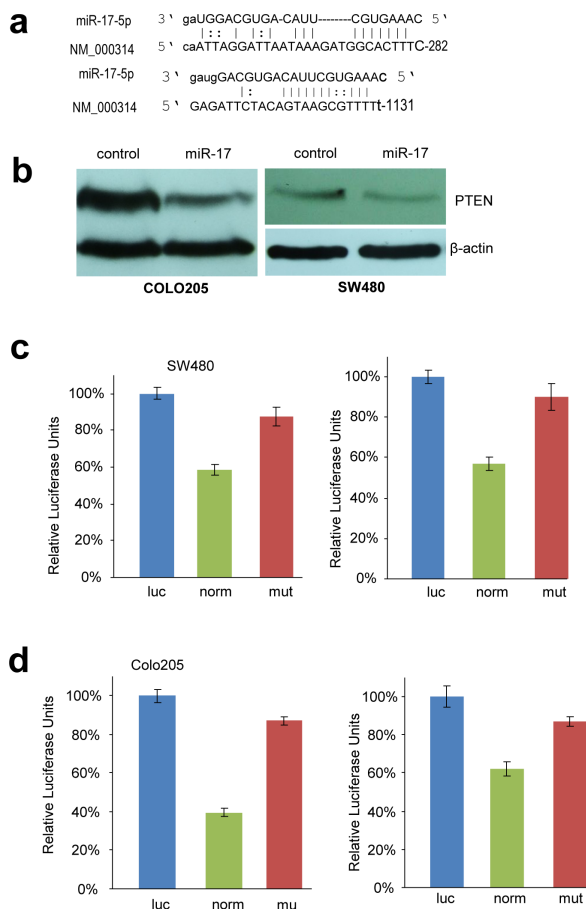 a
miR-17-5p 3 ' gaUGGACGUGA-CAUU--------CGUGAAAC 5 '
NM_000314 5 ' caATTAGGATTAATAAAGATGGCACTTTC-282
miR-17-5p 3 ' gaugGACGUGACAUUCGUGAAAC 5 '
NM_000314 5 ' GAGATTCTACAGTAAGCGTTTTt-1131
b
control miR-17 control miR-17
PTEN
β-actin
COLO205 SW480
c
SW480
Relative Luciferase Units
100%
80%
60%
40%
20%
0%
luc norm mut
Relative Luciferase Units
100%
80%
60%
40%
20%
0%
luc norm mut
d
Colo205
Relative Luciferase Units
100%
80%
60%
40%
20%
0%
luc norm mu
Relative Luciferase Units
100%
80%
60%
40%
20%
0%
luc norm mut